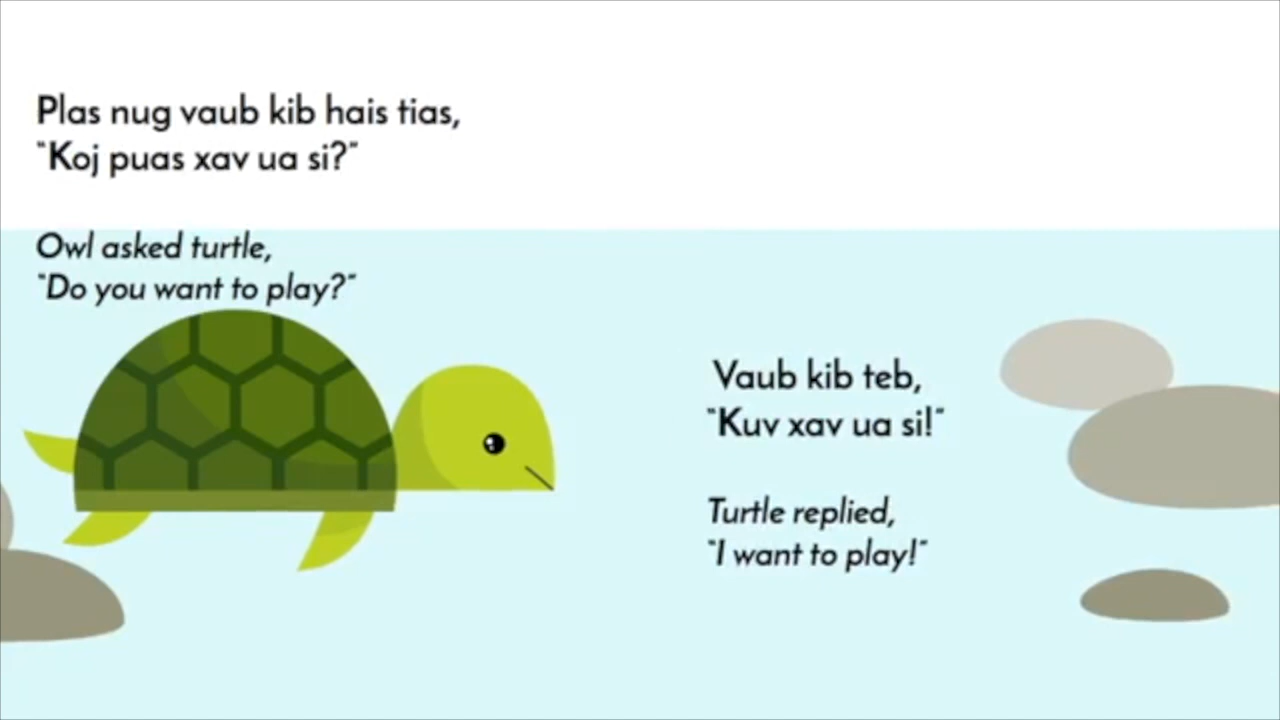 Plas nug vaub kib hais tias,
"Koj puas xav ua si?"
Owl asked turtle,
"Do you want to play?"
Vaub kib teb,
"Kuv xav ua si!"
Turtle replied,
"I want to play!"